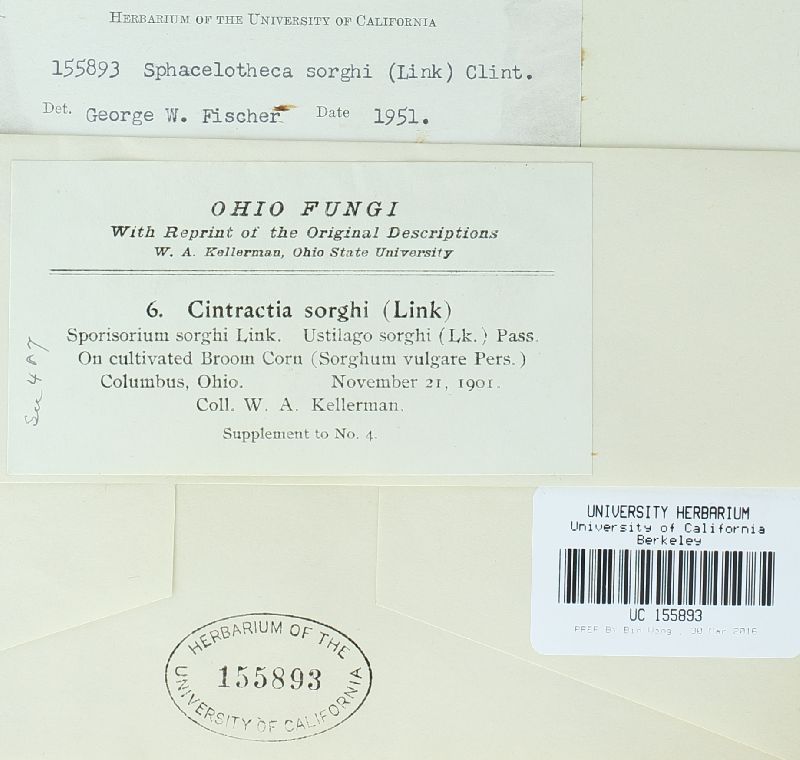 HERBARIUM OF THE UNIVERSITY OF CALIFORNIA
155893 Sphacelotheca sorghi (Link) Clint.
Det. George W. Fischer Date 1951.
OHIO FUNGI
With Reprint of the Original Descriptions
W. A. Kellerman, Ohio State University
6. Cintractia sorghi (Link)
Sporisorium sorghi Link. Ustilago sorghi (Lk.) Pass.
On cultivated Broom Corn (Sorghum vulgare Pers.)
Columbus, Ohio. November 21, 1901.
Coll. W. A. Kellerman.
Supplement to No. 4.
UNIVERSITY HERBARIUM
University of California
Berkeley
UC 155893
30 Mar 2016
HERBARIUM OF THE
155893
UNIVERSITY OF CALIFORNIA